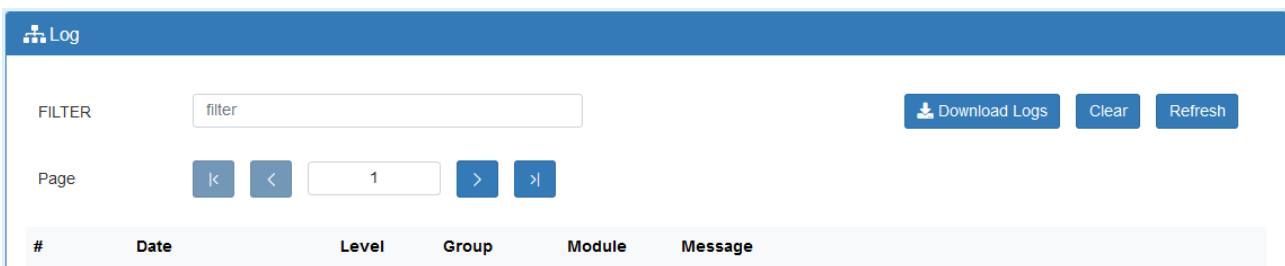 Log
FILTER filter Download Logs Clear Refresh
Page 1
# Date Level Group Module Message